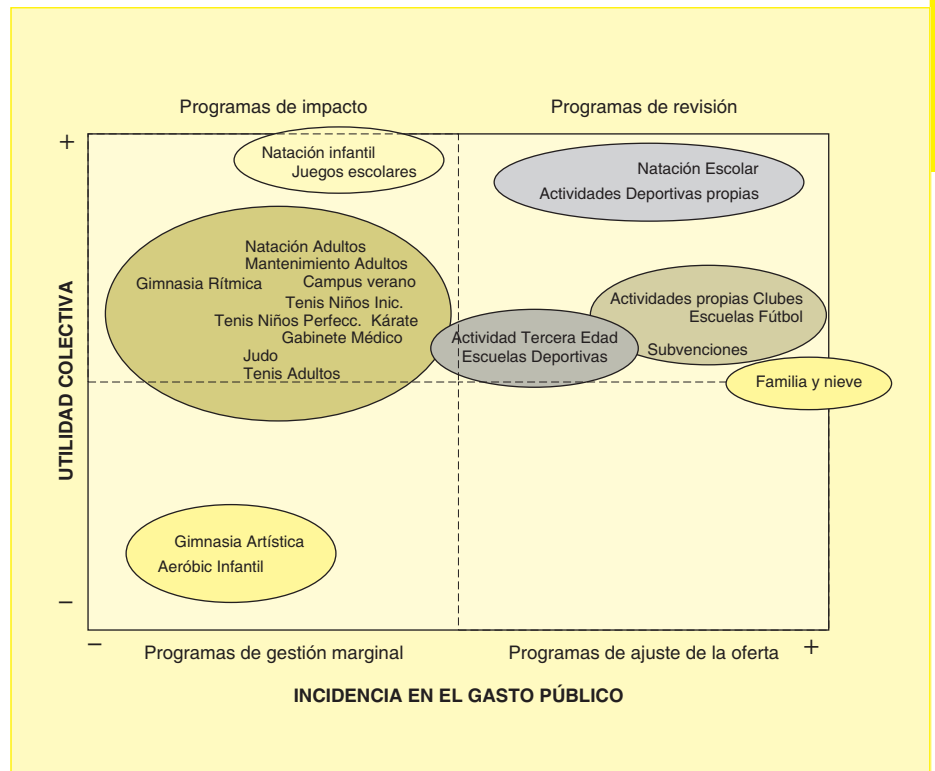 Programas de impacto
Programas de revisión
+
Natación infantil
Juegos escolares
Natación Escolar
Actividades Deportivas propias
Natación Adultos
Mantenimiento Adultos
Gimnasia Rítmica
Campus verano
Tenis Niños Inic.
Tenis Niños Perfecc. Kárate
Gabinete Médico
Judo
Tenis Adultos
Actividades propias Clubes
Escuelas Fútbol
Subvenciones
Actividad Tercera Edad
Escuelas Deportivas
Familia y nieve
UTILIDAD COLECTIVA
Gimnasia Artística
Aeróbic Infantil
–
–
Programas de gestión marginal
Programas de ajuste de la oferta
+
INCIDENCIA EN EL GASTO PÚBLICO